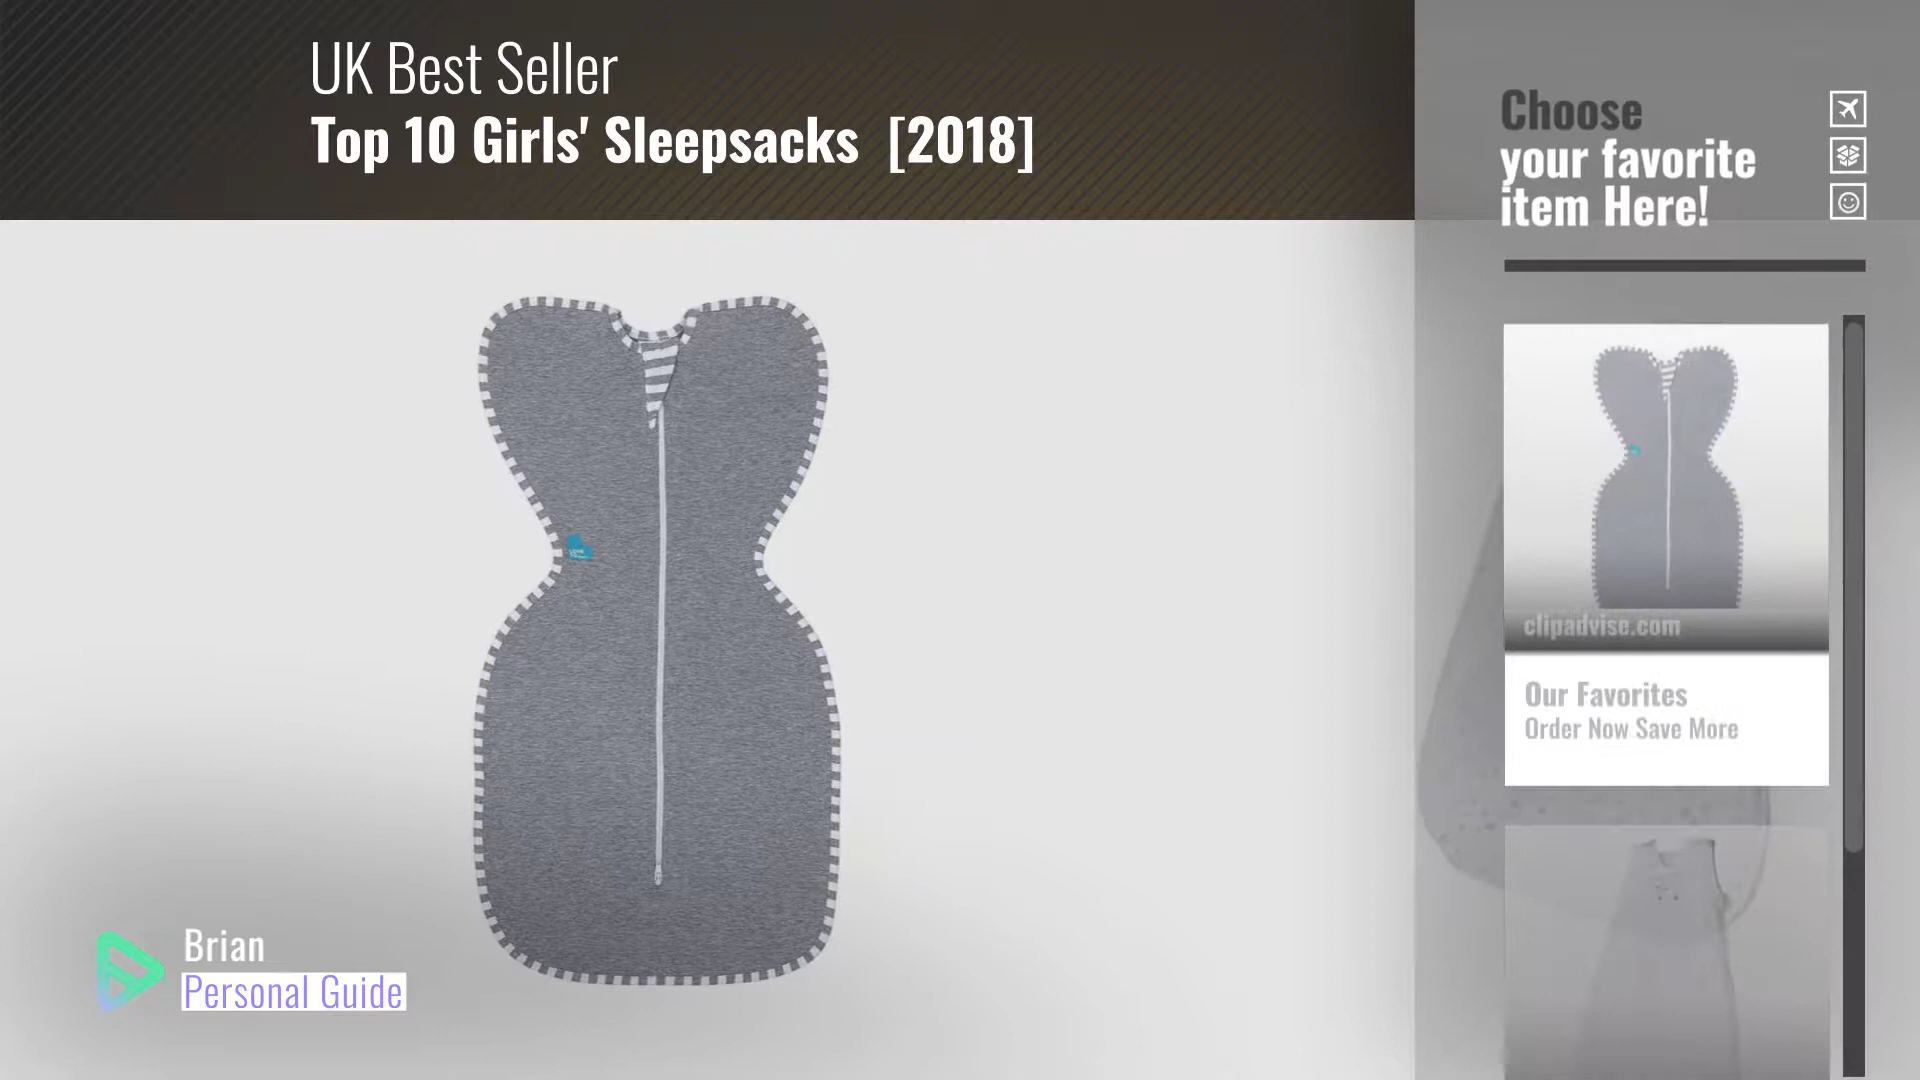 UK Best Seller
Top 10 Girls' Sleepsacks [2018]
Choose
your favorite
item Here!
clipadvise.com
Our Favorites
Order Now Save More
Brian
Personal Guide